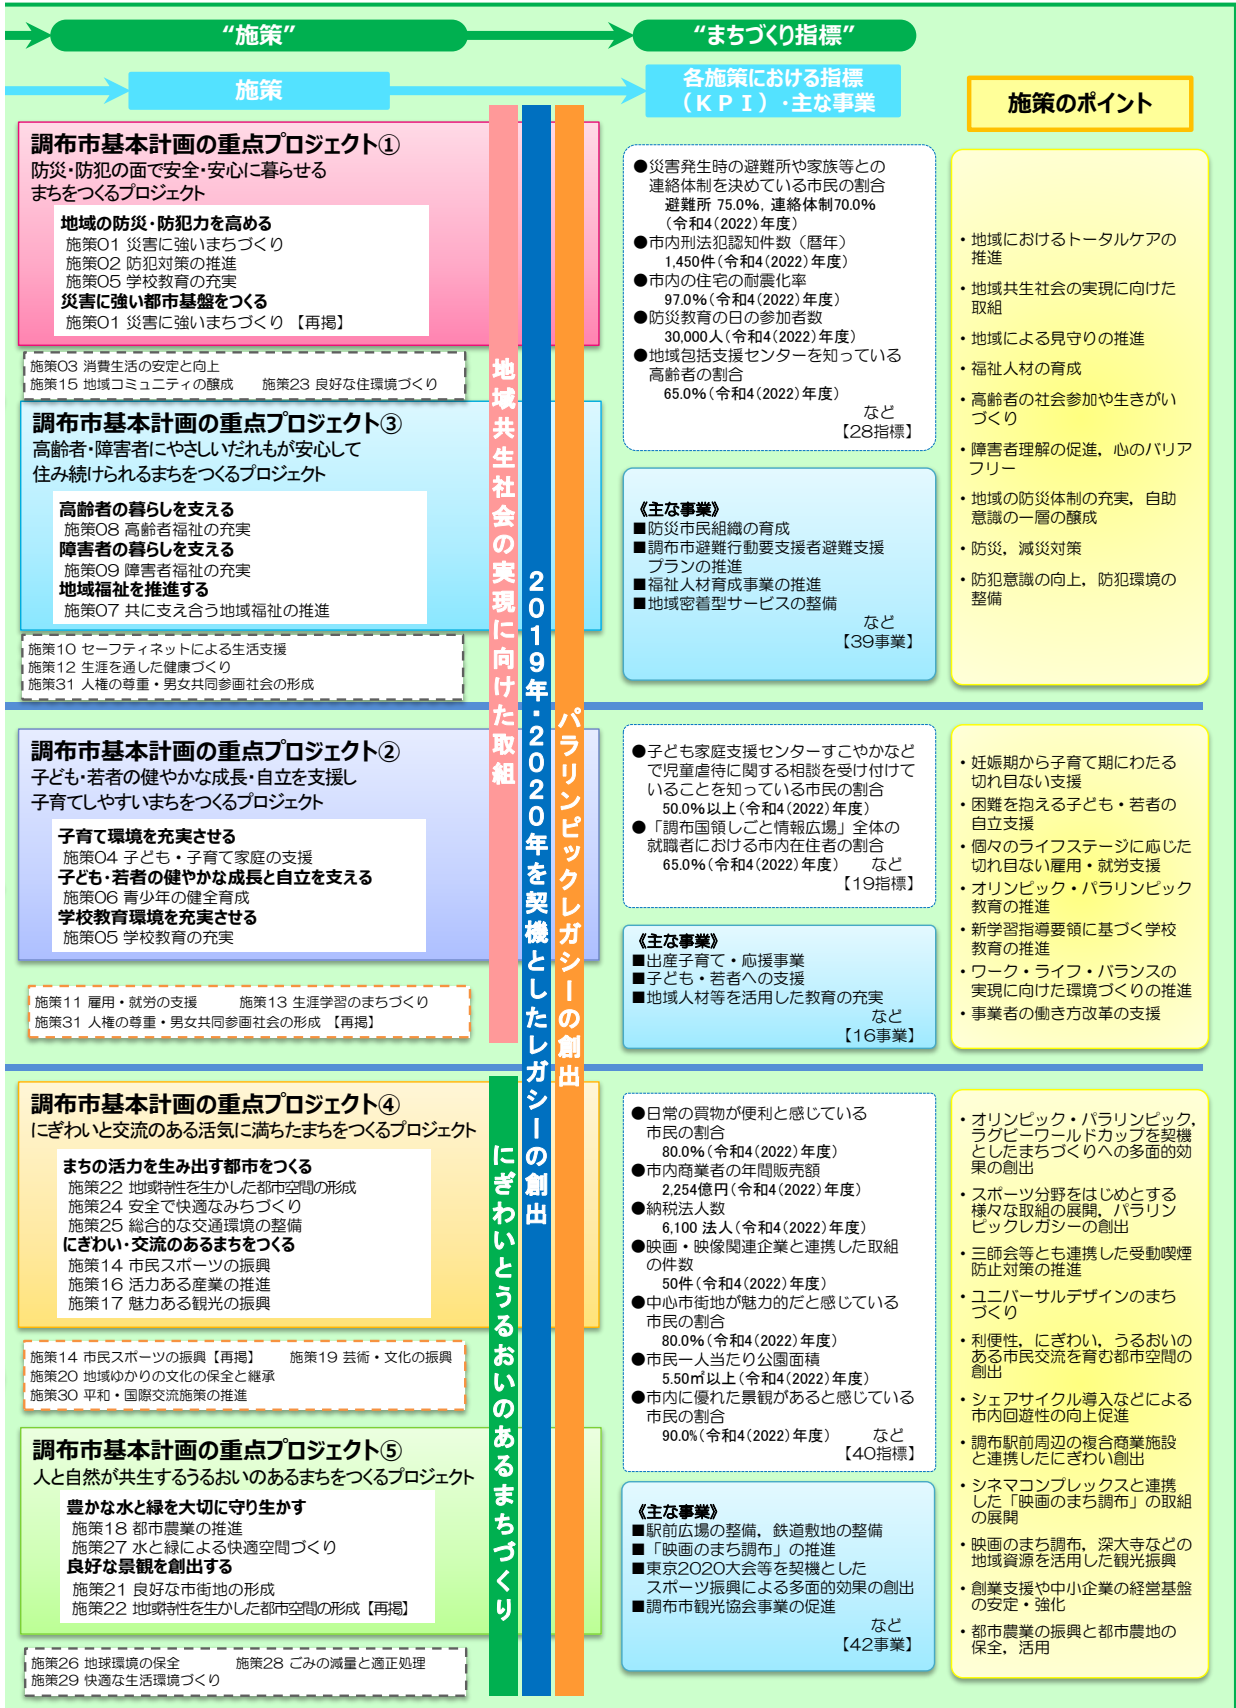 “施策”
“まちづくり指標”
施策
各施策における指標
（ＫＰＩ）・主な事業
施策のポイント
調布市基本計画の重点プロジェクト①
防災・防犯の面で安全・安心に暮らせる
まちをつくるプロジェクト
地域の防災・防犯力を高める
施策01 災害に強いまちづくり
施策02 防犯対策の推進
施策05 学校教育の充実
災害に強い都市基盤をつくる
施策01 災害に強いまちづくり 【再掲】
施策03 消費生活の安定と向上
施策15 地域コミュニティの醸成　施策23 良好な住環境づくり
調布市基本計画の重点プロジェクト③
高齢者・障害者にやさしいだれもが安心して
住み続けられるまちをつくるプロジェクト
高齢者の暮らしを支える
施策08 高齢者福祉の充実
障害者の暮らしを支える
施策09 障害者福祉の充実
地域福祉を推進する
施策07 共に支え合う地域福祉の推進
施策10 セーフティネットによる生活支援
施策12 生涯を通した健康づくり
施策31 人権の尊重・男女共同参画社会の形成
地域共生社会の実現に向けた取組
2019年・2020年を契機としたレガシーの創出
パラリンピックレガシーの創出
●災害発生時の避難所や家族等との
連絡体制を決めている市民の割合
避難所 75.0％，連絡体制70.0％
（令和4（2022）年度）
●市内刑法犯認知件数（暦年）
1,450件（令和4（2022）年度）
●市内の住宅の耐震化率
97.0％（令和4（2022）年度）
●防災教育の日の参加者数
30,000人（令和4（2022）年度）
●地域包括支援センターを知っている
高齢者の割合
65.0％（令和4（2022）年度）
など
【28指標】
《主な事業》
■防災市民組織の育成
■調布市避難行動要支援者避難支援
プランの推進
■福祉人材育成事業の推進
■地域密着型サービスの整備
など
【39事業】
・地域におけるトータルケアの
推進
・地域共生社会の実現に向けた
取組
・地域による見守りの推進
・福祉人材の育成
・高齢者の社会参加や生きがい
づくり
・障害者理解の促進，心のバリア
フリー
・地域の防災体制の充実，自助
意識の一層の醸成
・防災，減災対策
・防犯意識の向上，防犯環境の
整備
調布市基本計画の重点プロジェクト②
子ども・若者の健やかな成長・自立を支援し
子育てしやすいまちをつくるプロジェクト
子育て環境を充実させる
施策04 子ども・子育て家庭の支援
子ども・若者の健やかな成長と自立を支える
施策06 青少年の健全育成
学校教育環境を充実させる
施策05 学校教育の充実
施策11 雇用・就労の支援　施策13 生涯学習のまちづくり
施策31 人権の尊重・男女共同参画社会の形成 【再掲】
●子ども家庭支援センターすこやかなど
で児童虐待に関する相談を受け付けて
いることを知っている市民の割合
50.0％以上（令和4（2022）年度）
●「調布国領しごと情報広場」全体の
就職者における市内在住者の割合
65.0％（令和4（2022）年度）　など
【19指標】
《主な事業》
■出産子育て・応援事業
■子ども・若者への支援
■地域人材等を活用した教育の充実
など
【16事業】
・妊娠期から子育て期にわたる
切れ目ない支援
・困難を抱える子ども・若者の
自立支援
・個々のライフステージに応じた
切れ目ない雇用・就労支援
・オリンピック・パラリンピック
教育の推進
・新学習指導要領に基づく学校
教育の推進
・ワーク・ライフ・バランスの
実現に向けた環境づくりの推進
・事業者の働き方改革の支援
調布市基本計画の重点プロジェクト④
にぎわいと交流のある活気に満ちたまちをつくるプロジェクト
まちの活力を生み出す都市をつくる
施策22 地域特性を生かした都市空間の形成
施策24 安全で快適なみちづくり
施策25 総合的な交通環境の整備
にぎわい・交流のあるまちをつくる
施策14 市民スポーツの振興
施策16 活力ある産業の推進
施策17 魅力ある観光の振興
施策14 市民スポーツの振興【再掲】　施策19 芸術・文化の振興
施策20 地域ゆかりの文化の保全と継承
施策30 平和・国際交流施策の推進
調布市基本計画の重点プロジェクト⑤
人と自然が共生するうるおいのあるまちをつくるプロジェクト
豊かな水と緑を大切に守り生かす
施策18 都市農業の推進
施策27 水と緑による快適空間づくり
良好な景観を創出する
施策21 良好な市街地の形成
施策22 地域特性を生かした都市空間の形成【再掲】
施策26 地球環境の保全　施策28 ごみの減量と適正処理
施策29 快適な生活環境づくり
にぎわいとうるおいのあるまちづくり
●日常の買物が便利と感じている
市民の割合
80.0％（令和4（2022）年度）
●市内商業者の年間販売額
2,254億円（令和4（2022）年度）
●納税法人数
6,100 法人（令和4（2022）年度）
●映画・映像関連企業と連携した取組
の件数
50件（令和4（2022）年度）
●中心市街地が魅力的だと感じている
市民の割合
80.0％（令和4（2022）年度）
●市民一人当たり公園面積
5.50㎡以上（令和4（2022）年度）
●市内に優れた景観があると感じている
市民の割合
90.0％（令和4（2022）年度）　など
【40指標】
《主な事業》
■駅前広場の整備，鉄道敷地の整備
■「映画のまち調布」の推進
■東京2020大会等を契機とした
スポーツ振興による多面的効果の創出
■調布市観光協会事業の促進
など
【42事業】
・オリンピック・パラリンピック，
ラグビーワールドカップを契機
としたまちづくりへの多面的効
果の創出
・スポーツ分野をはじめとする
様々な取組の展開，パラリン
ピックレガシーの創出
・三師会等とも連携した受動喫煙
防止対策の推進
・ユニバーサルデザインのまち
づくり
・利便性，にぎわい，うるおいの
ある市民交流を育む都市空間の
創出
・シェアサイクル導入などによる
市内回遊性の向上促進
・調布駅前周辺の複合商業施設
と連携したにぎわい創出
・シネマコンプレックスと連携
した「映画のまち調布」の取組
の展開
・映画のまち調布，深大寺などの
地域資源を活用した観光振興
・創業支援や中小企業の経営基盤
の安定・強化
・都市農業の振興と都市農地の
保全，活用